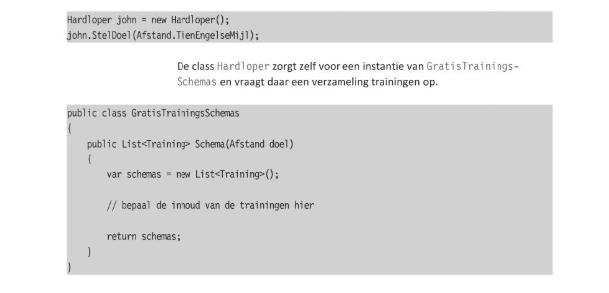 Hardloper john = new Hardloper();
john.StelDoel(Afstand.TienEngelseMijl);
De class Hardloper zorgt zelf voor een instantie van GratisTrainings-
Schemas en vraagt daar een verzameling trainingen op.
public class GratisTrainingsSchemas
{
public List<Training> Schema(Afstand doel)
{
var schemas = new List<Training>();
// bepaal de inhoud van de trainingen hier
return schemas;
}
}